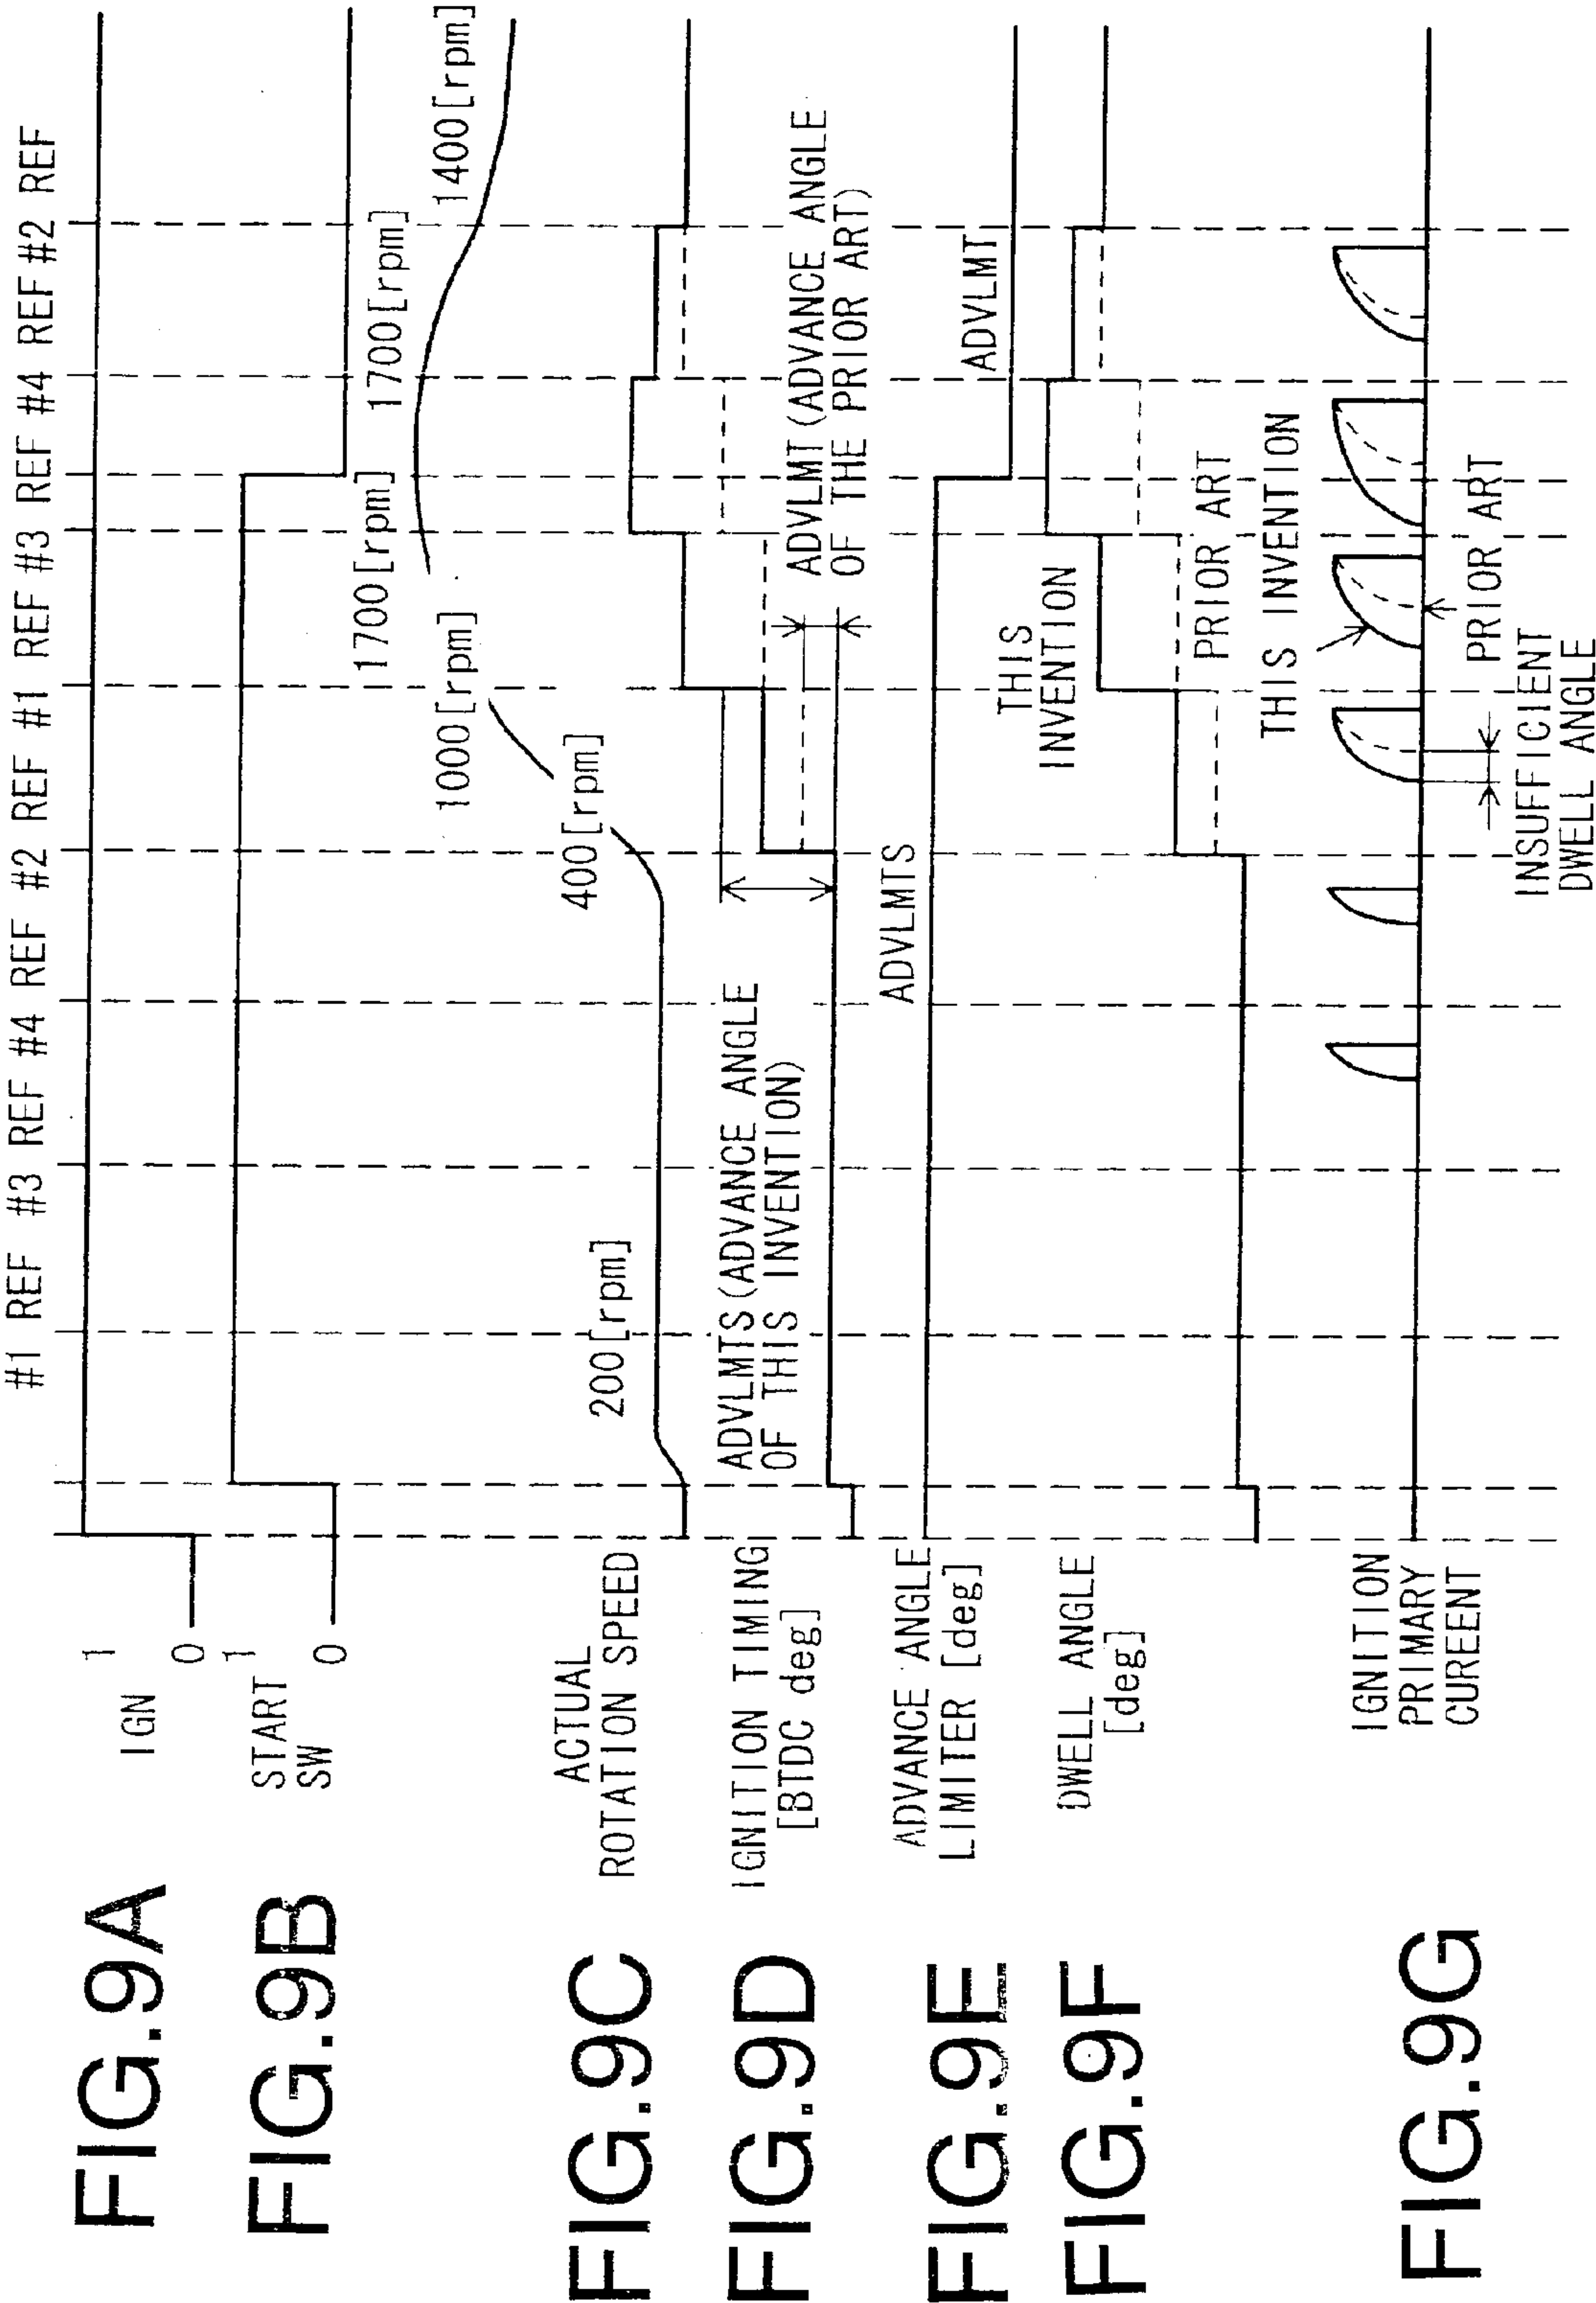 #1 REF #3 REF #4 REF #2 REF #1 REF #3 REF #4 REF #2 REF
FIG.9A
IGN
1
0
FIG.9B
START
SW
1
0
FIG.9C
ACTUAL
ROTATION SPEED
200[rpm]
400[rpm]
1000[rpm]
1700[rpm]
1700[rpm]
1400[rpm]
FIG.9D
IGNITION TIMING
[BTDC deg]
ADVLMTS(ADVANCE ANGLE
OF THIS INVENTION)
ADVLMT(ADVANCE ANGLE
OF THE PRIOR ART)
FIG.9E
ADVANCE ANGLE
LIMITER [deg]
ADVLMTS
ADVLMT
FIG.9F
DWELL ANGLE
[deg]
THIS
INVENTION
PRIOR ART
FIG.9G
IGNITION
PRIMARY
CUREENT
THIS INVENTION
PRIOR ART
INSUFFICIENT
DWELL ANGLE